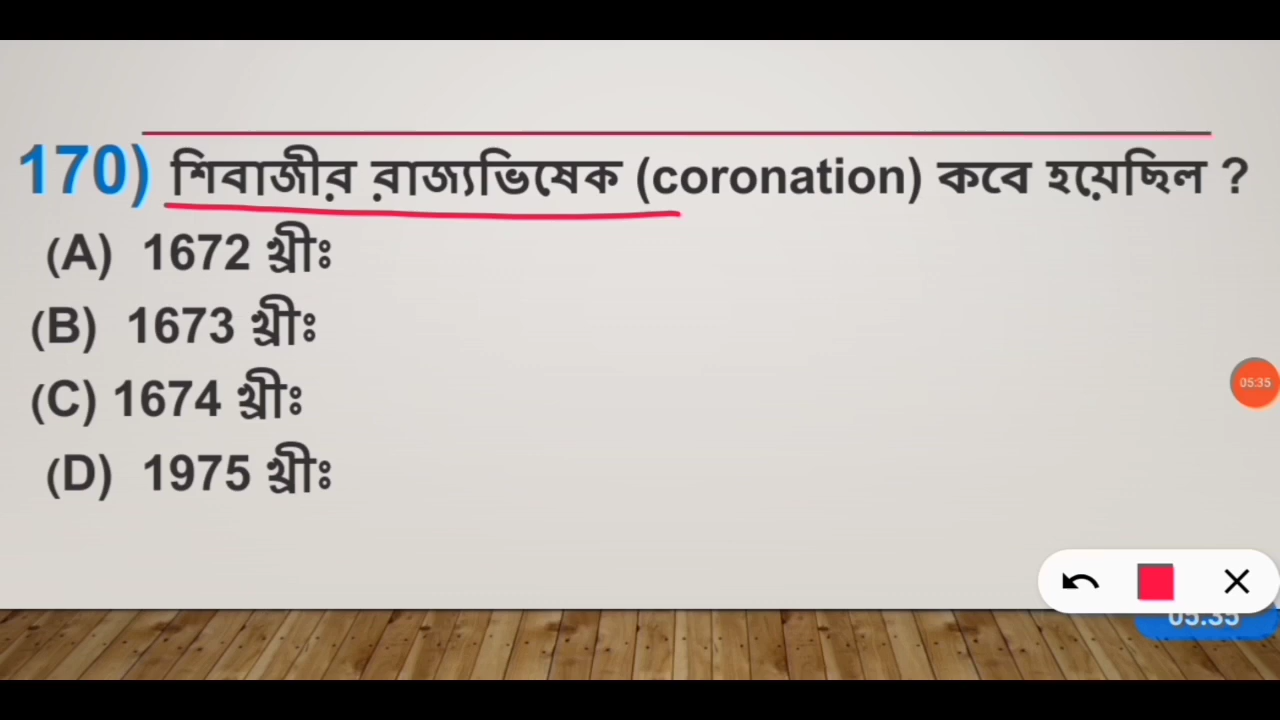 170) শিবাজীর রাজ্যভিষেক (coronation) কবে হয়েছিল ?
(A) 1672 খ্রীঃ
(B) 1673 খ্রীঃ
(C) 1674 খ্রীঃ
(D) 1975 খ্রীঃ
05:35
05:35